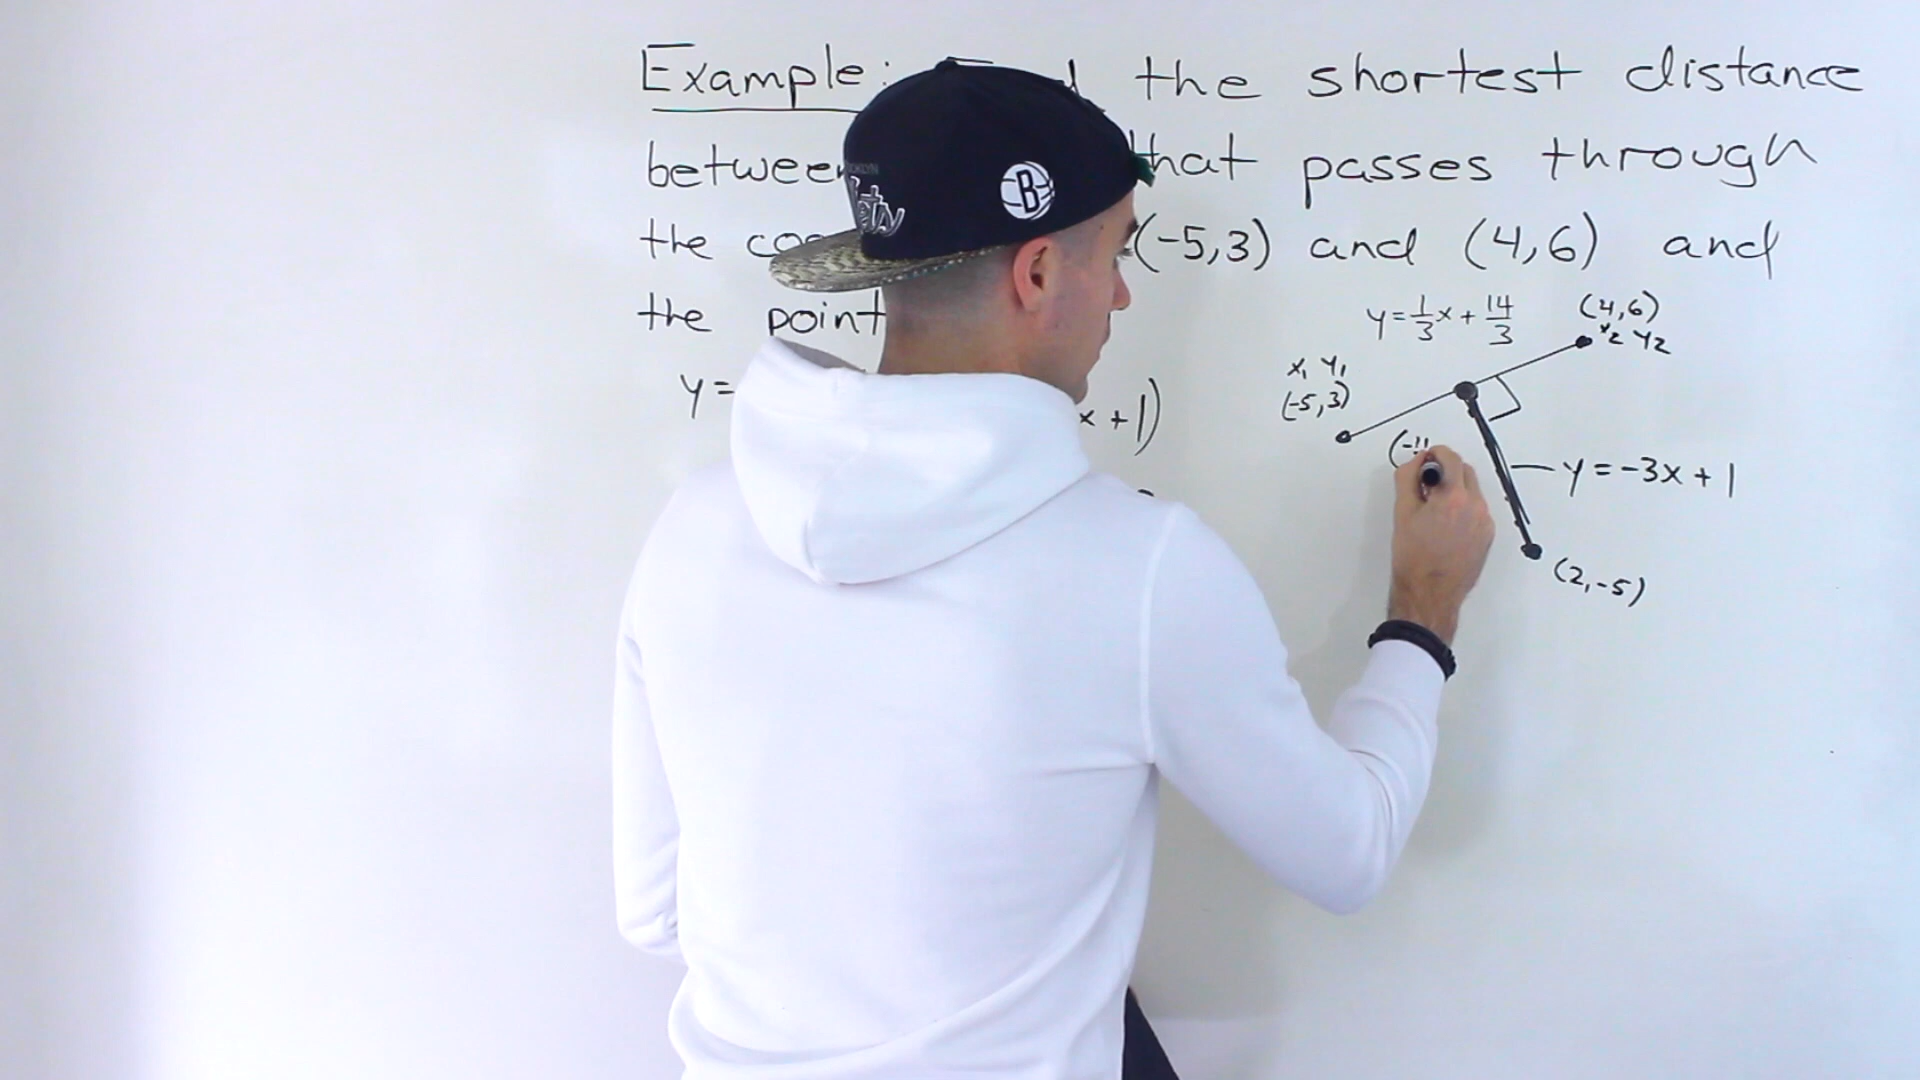 Example: the shortest distance
between that passes through
the (-5,3) and (4,6) and
the point
y = 1/3 x + 14/3
(4,6)
x2 y2
x1 y1
(-5,3)
y =
x + 1)
y = -3x + 1
(2,-5)
Nets
B